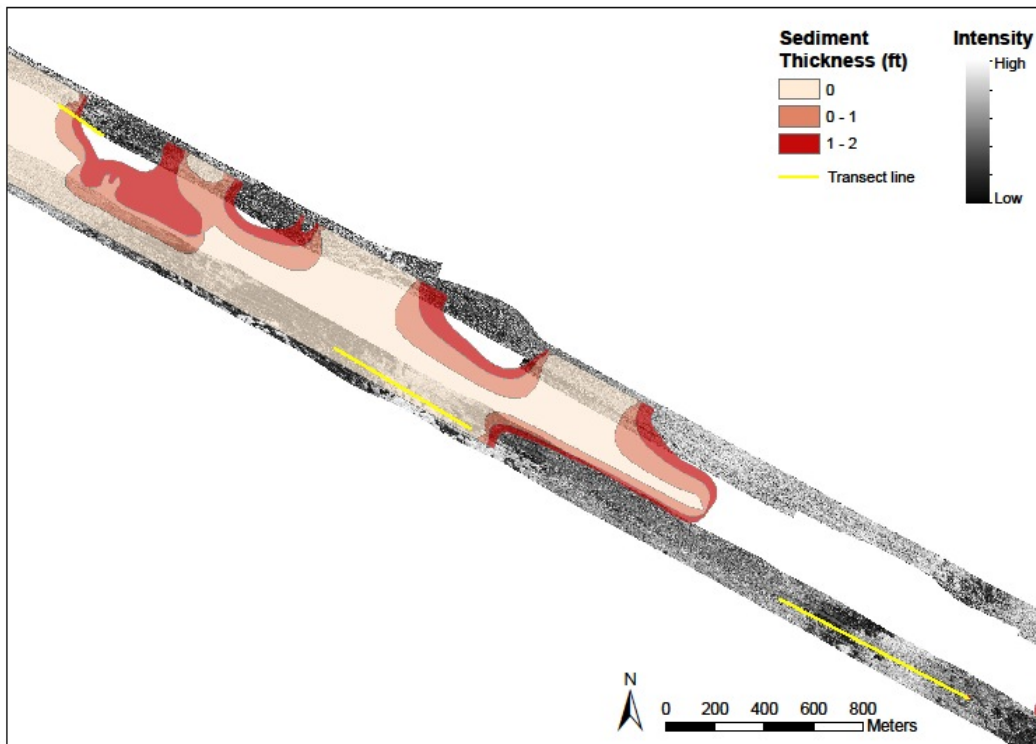 Sediment
Thickness (ft)
0
0 - 1
1 - 2
Transect line
Intensity
High
Low
N
0 200 400 600 800
Meters